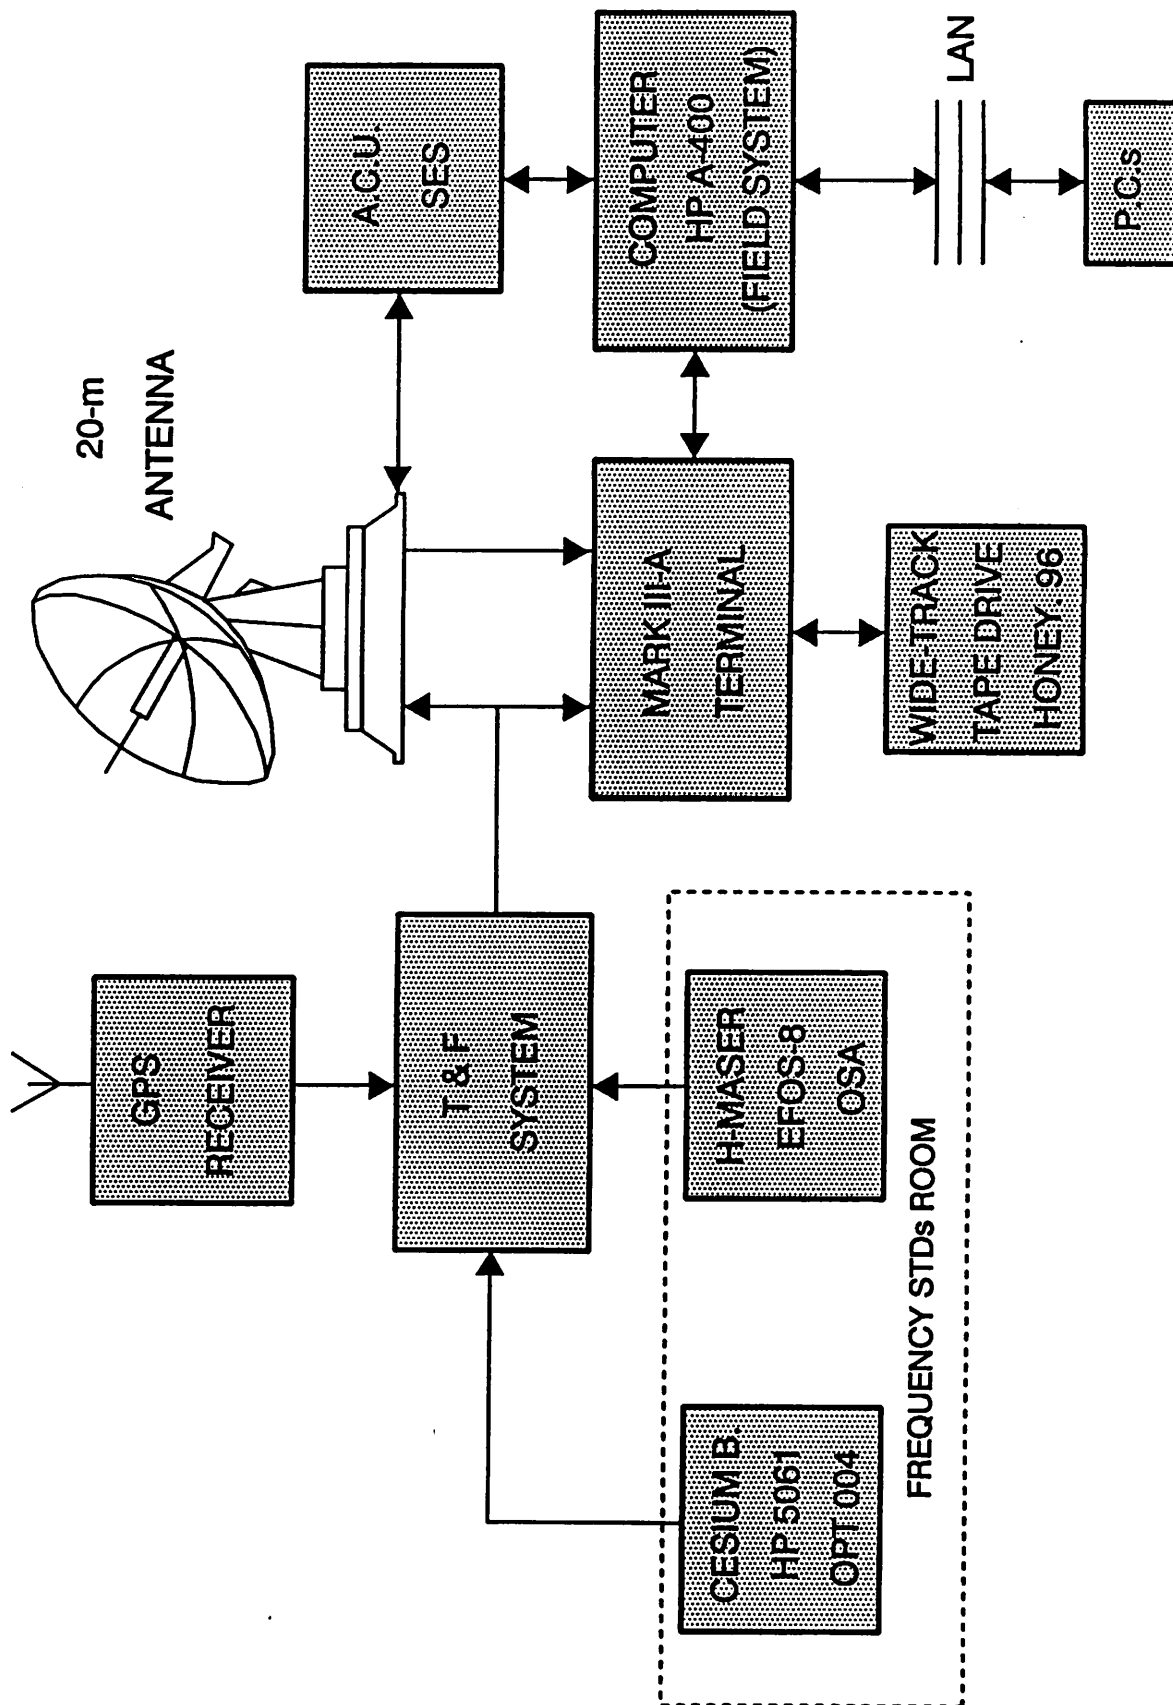 20-m
ANTENNA
GPS
RECEIVER
A.C.U.
SES
T & F
SYSTEM
MARK III-A
TERMINAL
COMPUTER
HP A-400
(FIELD SYSTEM)
CESIUM B.
HP 5061
OPT 004
H-MASER
EFOS-8
OSA
FREQUENCY STDs ROOM
WIDE-TRACK
TAPE DRIVE
HONEY. 96
LAN
P.C.s